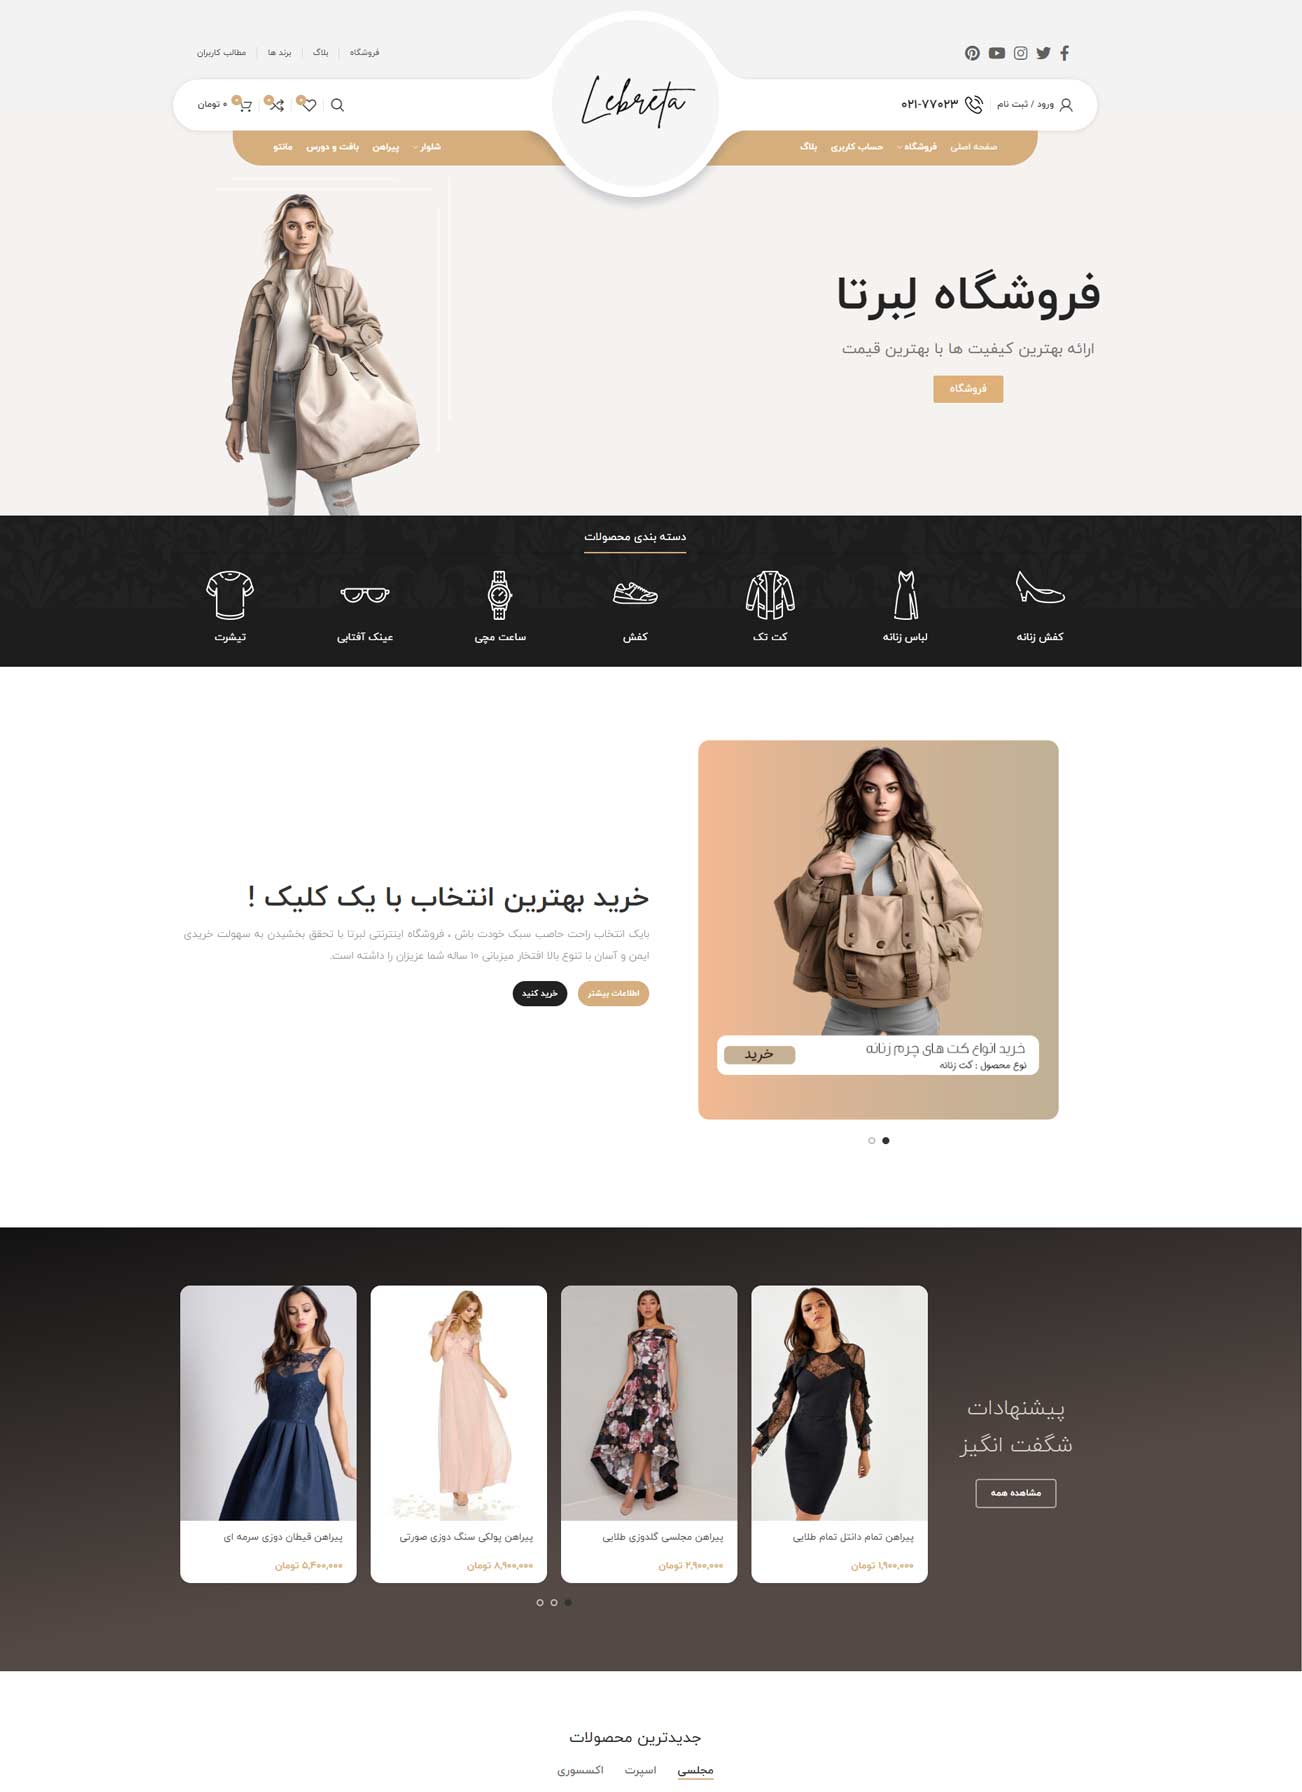 فروشگاه
بلاگ
برند ها
مطالب کاربران
Lebreta
ورود / ثبت نام
۰۲۱-۷۷۰۲۳
۰
۰
۰
۰ تومان
صفحه اصلی
فروشگاه
حساب کاربری
بلاگ
شلوار
پیراهن
بافت و دورس
مانتو
فروشگاه لِبرتا
ارائه بهترین کیفیت ها با بهترین قیمت
فروشگاه
دسته بندی محصولات
کفش زنانه
لباس زنانه
کت تک
کفش
ساعت مچی
عینک آفتابی
تیشرت
خرید انواع کت های چرم زنانه
نوع محصول : کت زنانه
خرید
خرید بهترین انتخاب با یک کلیک !
بایک انتخاب راحت حاصب سبک خودت باش ، فروشگاه اینترنتی لبرتا با تحقق بخشیدن به سهولت خریدی
ایمن و آسان با تنوع بالا افتخار میزبانی ۱۰ ساله شما عزیزان را داشته است.
اطلاعات بیشتر
خرید کنید
پیشنهادات
شگفت انگیز
مشاهده همه
پیراهن تمام دانتل تمام طلایی
۱,۹۰۰,۰۰۰ تومان
پیراهن مجلسی گلدوزی طلایی
۲,۹۰۰,۰۰۰ تومان
پیراهن پولکی سنگ دوزی صورتی
۸,۹۰۰,۰۰۰ تومان
پیراهن قیطان دوزی سرمه ای
۵,۴۰۰,۰۰۰ تومان
جدیدترین محصولات
مجلسی
اسپرت
اکسسوری